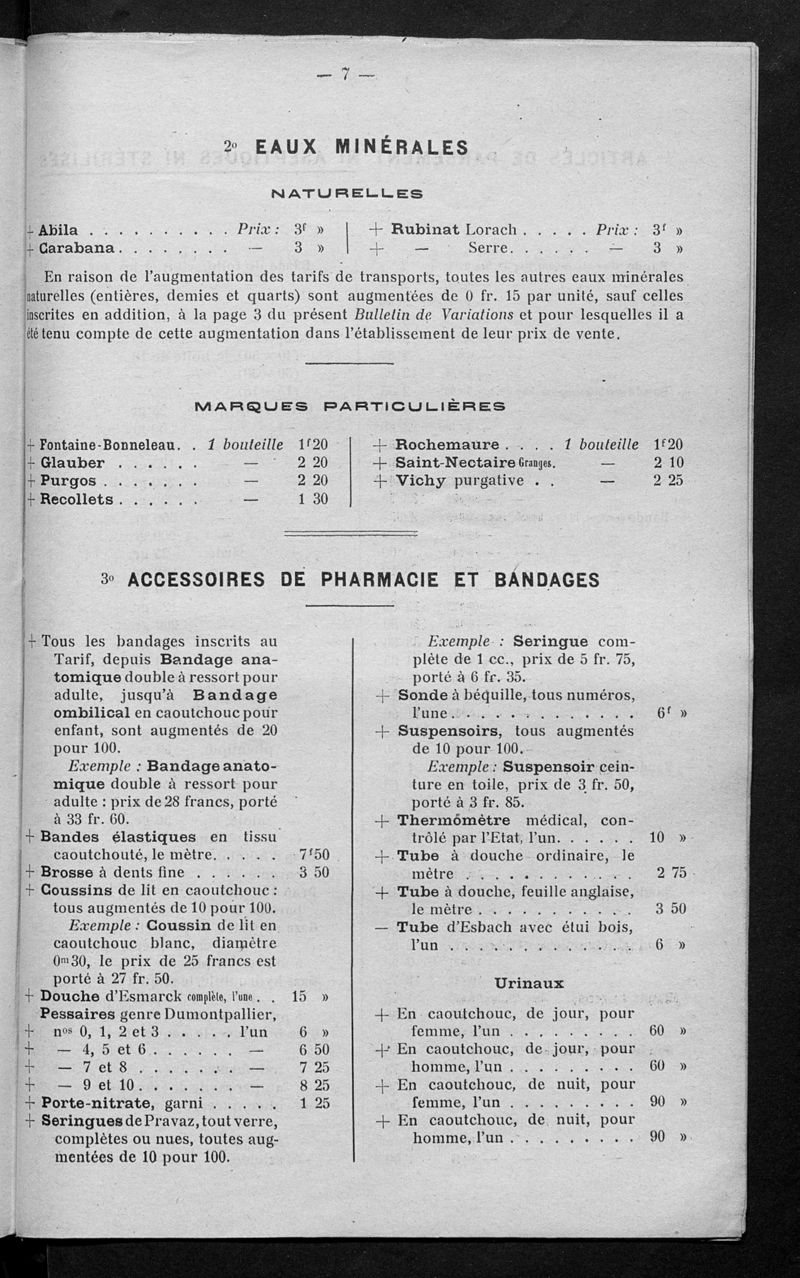 — 7 —
2º EAUX MINÉRALES
NATURELLES
+ Abila . . . . . . . . . . Prix : 3f »
+ Carabana . . . . . . . . — 3 »
+ Rubinat Lorach . . . . . Prix : 3f »
+ — Serre . . . . . . — 3 »
En raison de l'augmentation des tarifs de transports, toutes les autres eaux minérales
naturelles (entières, demies et quarts) sont augmentées de 0 fr. 15 par unité, sauf celles
inscrites en addition, à la page 3 du présent Bulletin de Variations et pour lesquelles il a
été tenu compte de cette augmentation dans l'établissement de leur prix de vente.
MARQUES PARTICULIÈRES
+ Fontaine-Bonneleau . . 1 bouteille 1f20
+ Glauber . . . . . . — 2 20
+ Purgos . . . . . . . — 2 20
+ Recollets . . . . . . — 1 30
+ Rochemaure . . . . 1 bouteille 1f20
+ Saint-Nectaire Granges. — 2 10
+ Vichy purgative . . — 2 25
3º ACCESSOIRES DE PHARMACIE ET BANDAGES
+ Tous les bandages inscrits au
Tarif, depuis Bandage ana-
tomique double à ressort pour
adulte, jusqu'à Bandage
ombilical en caoutchouc pour
enfant, sont augmentés de 20
pour 100.
Exemple : Bandage anato-
mique double à ressort pour
adulte : prix de 28 francs, porté
à 33 fr. 60.
+ Bandes élastiques en tissu
caoutchouté, le mètre . . . . . 7f50
+ Brosse à dents fine . . . . . . 3 50
+ Coussins de lit en caoutchouc :
tous augmentés de 10 pour 100.
Exemple : Coussin de lit en
caoutchouc blanc, diamètre
0m30, le prix de 25 francs est
porté à 27 fr. 50.
+ Douche d'Esmarck complète, l'une . . 15 »
Pessaires genre Dumontpallier,
+ nos 0, 1, 2 et 3 . . . . . l'un 6 »
+ — 4, 5 et 6 . . . . . . — 6 50
+ — 7 et 8 . . . . . . . — 7 25
+ — 9 et 10 . . . . . . . — 8 25
+ Porte-nitrate, garni . . . . . 1 25
+ Seringues de Pravaz, tout verre,
complètes ou nues, toutes aug-
mentées de 10 pour 100.
Exemple : Seringue com-
plète de 1 cc., prix de 5 fr. 75,
porté à 6 fr. 35.
+ Sonde à béquille, tous numéros,
l'une . . . . . . . . . . . . . 6f »
+ Suspensoirs, tous augmentés
de 10 pour 100.
Exemple : Suspensoir cein-
ture en toile, prix de 3 fr. 50,
porté à 3 fr. 85.
+ Thermómètre médical, con-
trôlé par l'Etat, l'un . . . . . . 10 »
+ Tube à douche ordinaire, le
mètre . . . . . . . . . . . . 2 75
+ Tube à douche, feuille anglaise,
le mètre . . . . . . . . . . . 3 50
— Tube d'Esbach avec étui bois,
l'un . . . . . . . . . . . . . 6 »
Urinaux
+ En caoutchouc, de jour, pour
femme, l'un . . . . . . . . . 60 »
+ En caoutchouc, de jour, pour
homme, l'un . . . . . . . . . 60 »
+ En caoutchouc, de nuit, pour
femme, l'un . . . . . . . . . 90 »
+ En caoutchouc, de nuit, pour
homme, l'un . . . . . . . . . 90 »